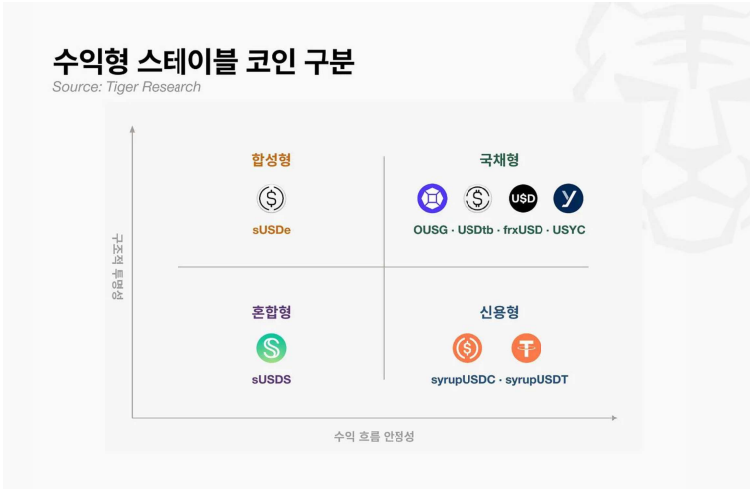 수익형 스테이블 코인 구분
Source: Tiger Research
합성형
국채형
U$D
sUSDe
OUSG · USDtb · frxUSD · USYC
구조적 투명성
혼합형
신용형
sUSDS
syrupUSDC · syrupUSDT
수익 흐름 안정성